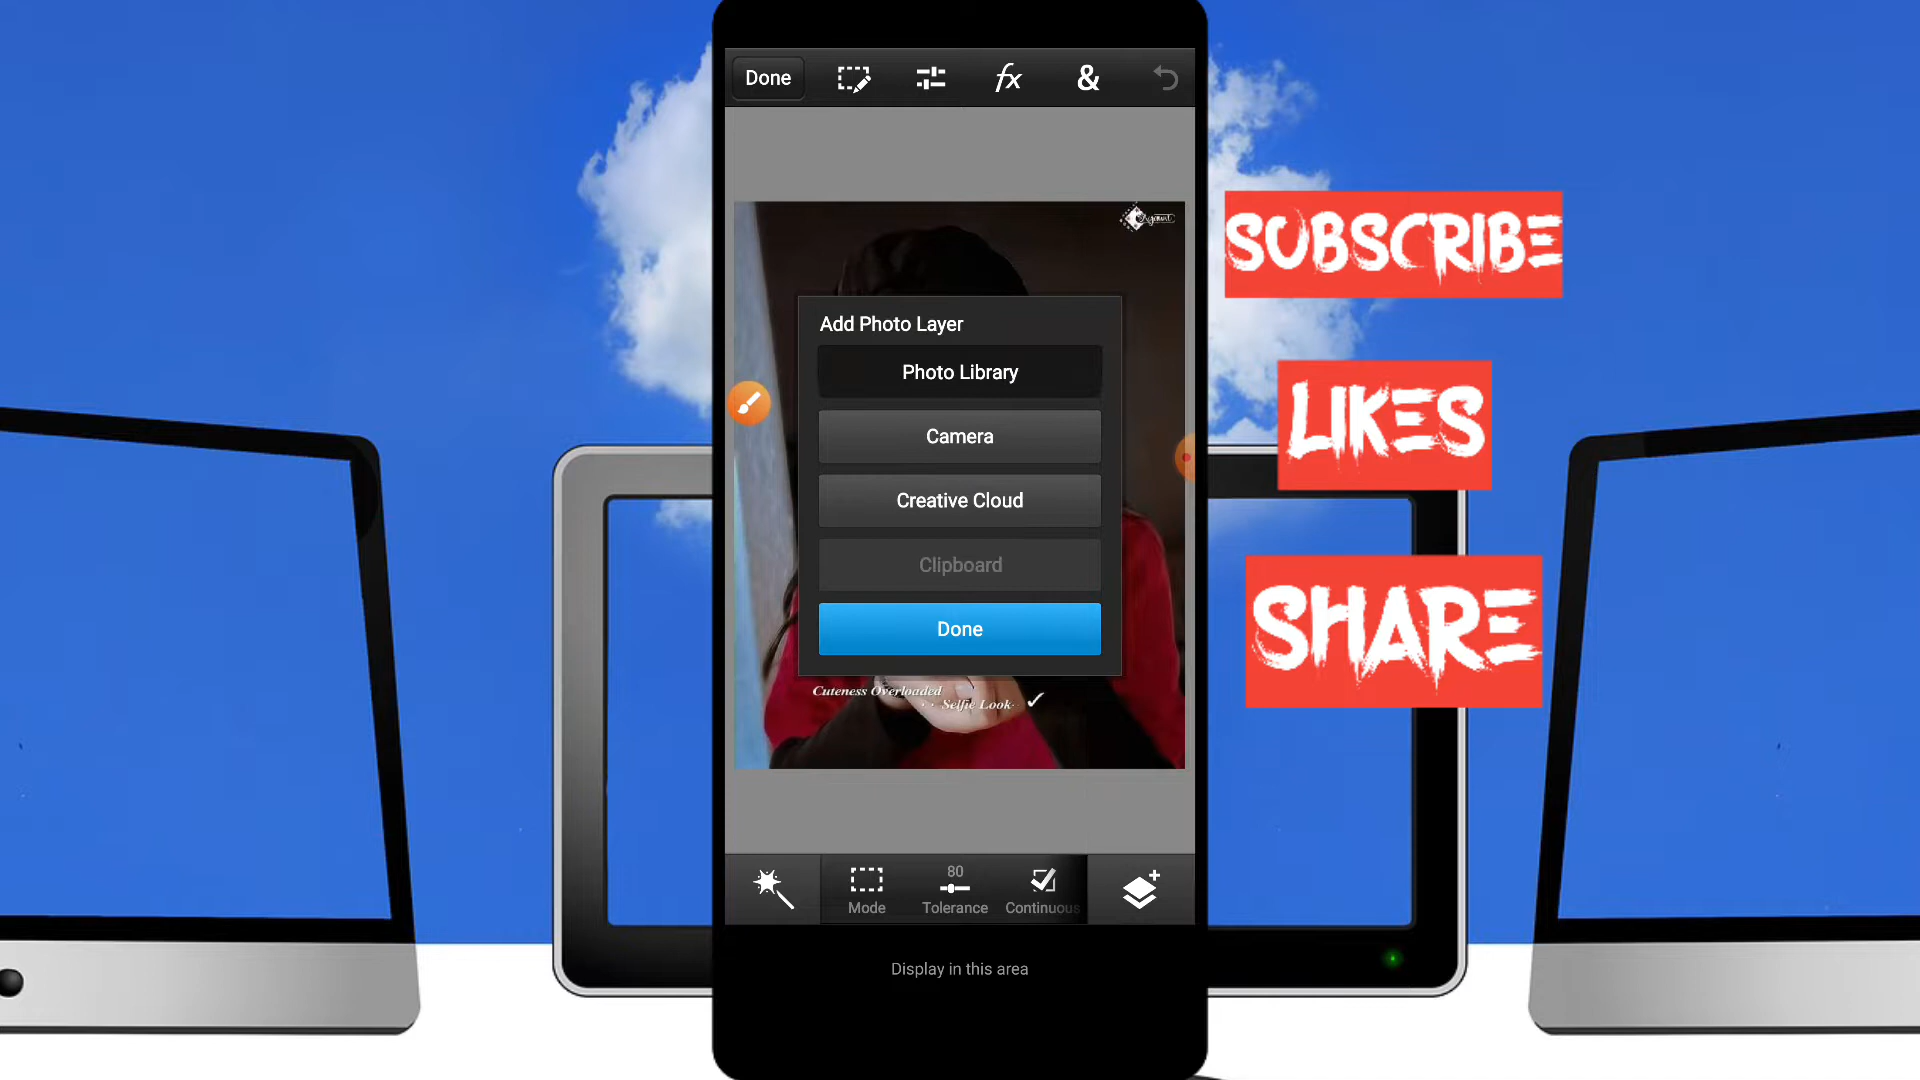 Done
fx
&
SUBSCRIBE
Add Photo Layer
Photo Library
LIKES
Camera
Creative Cloud
Clipboard
SHARE
Done
Cuteness Overloaded
Selfie Look
80
Mode
Tolerance
Continuous
Display in this area